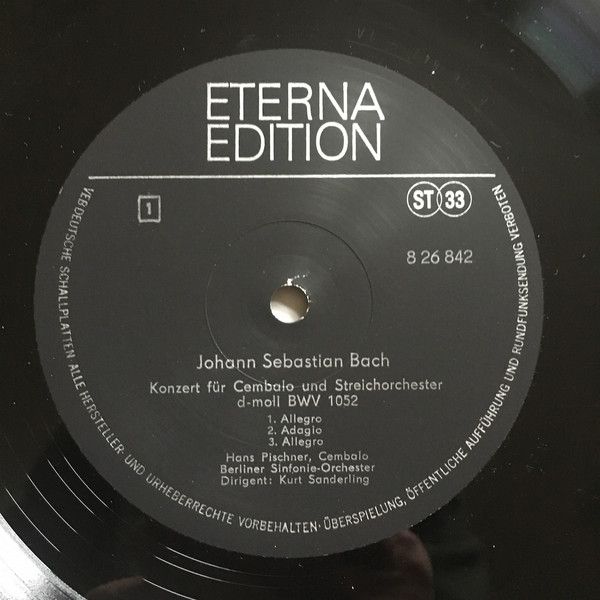 ETERNA
EDITION
1
ST 33
8 26 842
Johann Sebastian Bach
Konzert für Cembalo und Streichorchester
d-moll BWV 1052
1. Allegro
2. Adagio
3. Allegro
Hans Pischner, Cembalo
Berliner Sinfonie-Orchester
Dirigent: Kurt Sanderling
VEB DEUTSCHE SCHALLPLATTEN ALLE HERSTELLER- UND URHEBERRECHTE VORBEHALTEN · ÜBERSPIELUNG, ÖFFENTLICHE AUFFÜHRUNG UND RUNDFUNKSENDUNG VERBOTEN